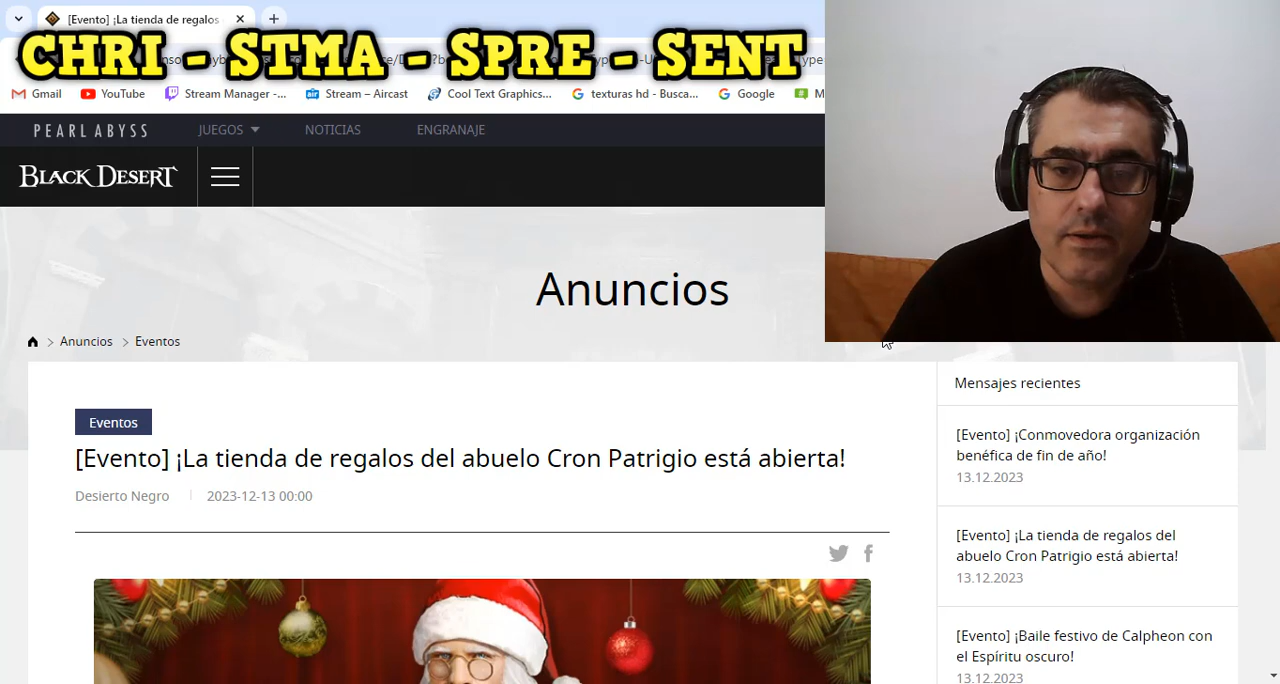 [Evento] ¡La tienda de regalos
CHRI - STMA - SPRE - SENT
Gmail
YouTube
Stream Manager -...
Stream – Aircast
Cool Text Graphics...
texturas hd - Busca...
Google
M
PEARL ABYSS
JUEGOS
NOTICIAS
ENGRANAJE
BLACK DESERT
Anuncios
Anuncios > Eventos
Eventos
[Evento] ¡La tienda de regalos del abuelo Cron Patrigio está abierta!
Desierto Negro
2023-12-13 00:00
Mensajes recientes
[Evento] ¡Conmovedora organización
benéfica de fin de año!
13.12.2023
[Evento] ¡La tienda de regalos del
abuelo Cron Patrigio está abierta!
13.12.2023
[Evento] ¡Baile festivo de Calpheon con
el Espíritu oscuro!
13.12.2023